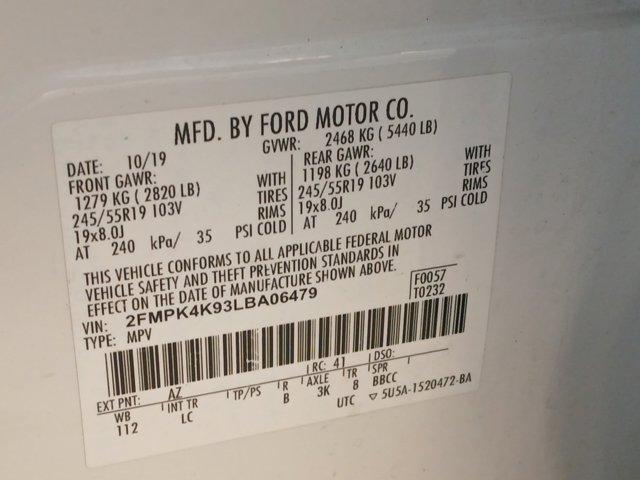 MFD. BY FORD MOTOR CO.
DATE: 10/19 GVWR: 2468 KG ( 5440 LB)
FRONT GAWR: REAR GAWR:
1279 KG ( 2820 LB) WITH 1198 KG ( 2640 LB) WITH
245/55R19 103V TIRES 245/55R19 103V TIRES
19x8.0J RIMS 19x8.0J RIMS
AT 240 kPa/ 35 PSI COLD AT 240 kPa/ 35 PSI COLD
THIS VEHICLE CONFORMS TO ALL APPLICABLE FEDERAL MOTOR
VEHICLE SAFETY AND THEFT PREVENTION STANDARDS IN
EFFECT ON THE DATE OF MANUFACTURE SHOWN ABOVE.
F0057
T0232
VIN: 2FMPK4K93LBA06479
TYPE: MPV
EXT PNT: AZ RC: 41 DSO:
WB INT TR TP/PS R AXLE TR SPR
112 LC B 3K 8 BBCC
UTC ▽ 5U5A-1520472-BA